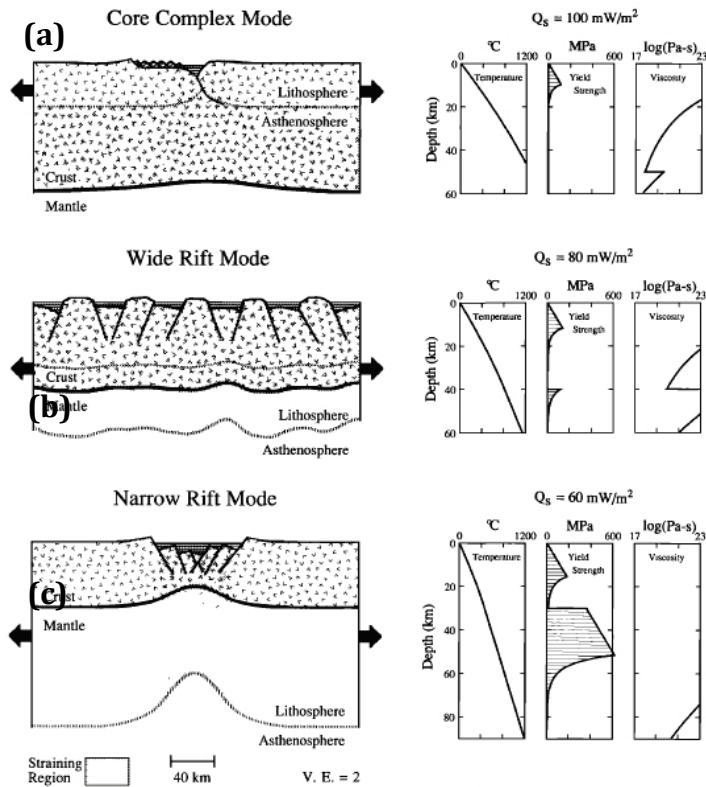 (a)
Core Complex Mode
Lithosphere
Asthenosphere
Crust
Mantle
Qs = 100 mW/m²
°C
MPa
log(Pa-s)
0 1200 0 600 17 23
Temperature
Yield
Strength
Viscosity
Depth (km)
0
20
40
60
Wide Rift Mode
Crust
Mantle
(b)
Lithosphere
Asthenosphere
Qs = 80 mW/m²
°C
MPa
log(Pa-s)
0 1200 0 600 17 23
Temperature
Yield
Strength
Viscosity
Depth (km)
0
20
40
60
Narrow Rift Mode
Crust
(c)
Mantle
Lithosphere
Asthenosphere
Qs = 60 mW/m²
°C
MPa
log(Pa-s)
0 1200 0 600 17 23
Temperature
Yield
Strength
Viscosity
Depth (km)
0
20
40
60
80
Straining
Region
40 km
V. E. = 2